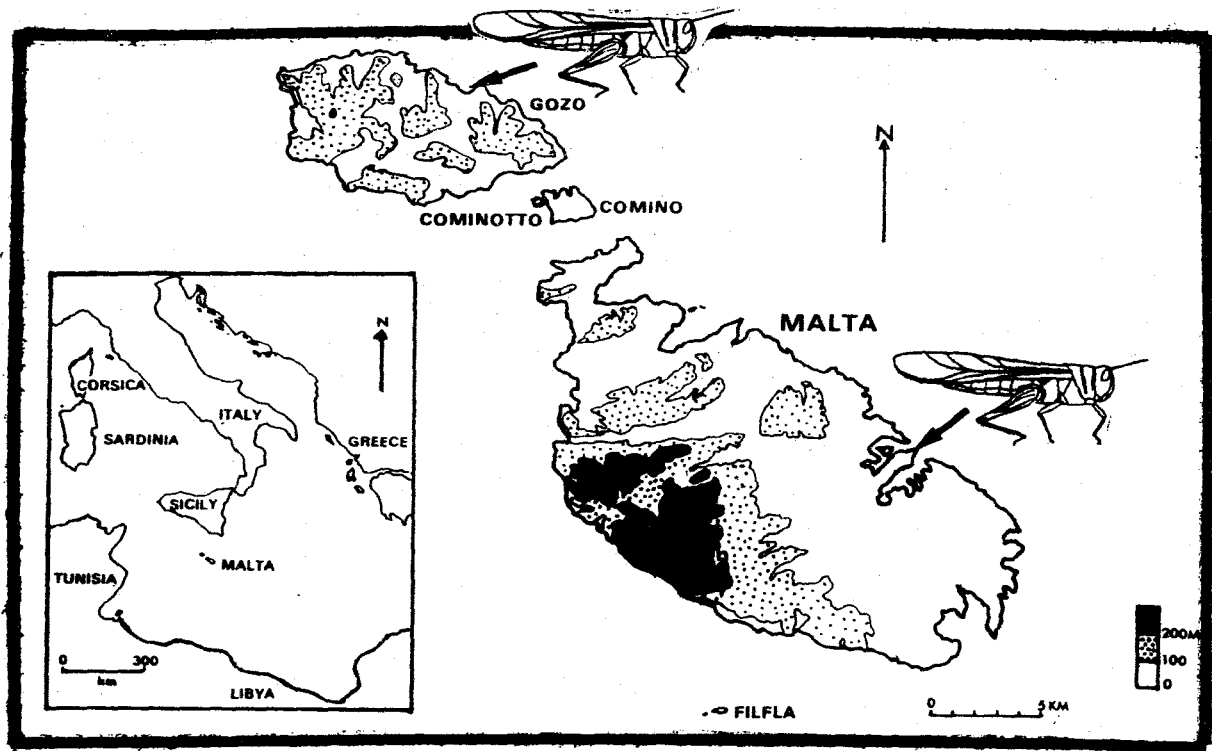 GOZO
N
COMINOTTO
COMINO
MALTA
N
CORSICA
ITALY
SARDINIA
GREECE
SICILY
MALTA
TUNISIA
0 300
km
LIBYA
200M
100
0
0 5 KM
FILFLA